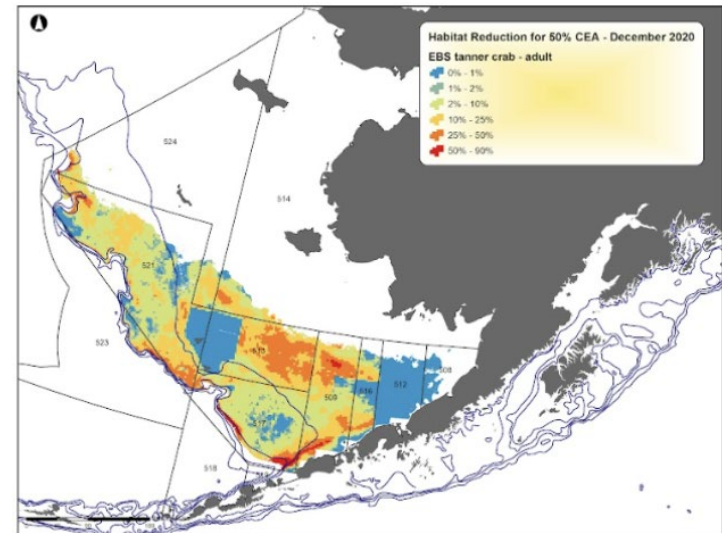 Habitat Reduction for 50% CEA - December 2020
EBS tanner crab - adult
0% - 1%
1% - 2%
2% - 10%
10% - 25%
25% - 50%
50% - 90%
524
514
521
523
513
509
516
512
508
517
518